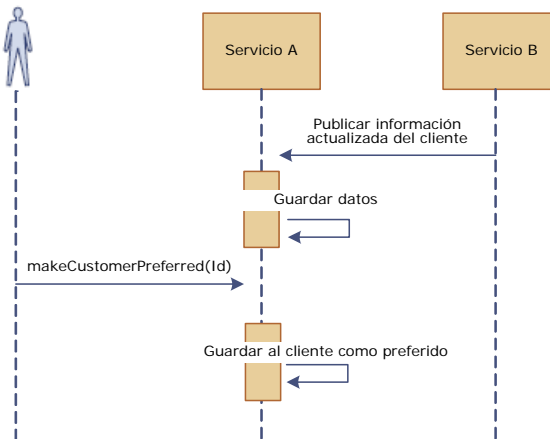 Servicio A
Servicio B
Publicar información
actualizada del cliente
Guardar datos
makeCustomerPreferred(Id)
Guardar al cliente como preferido